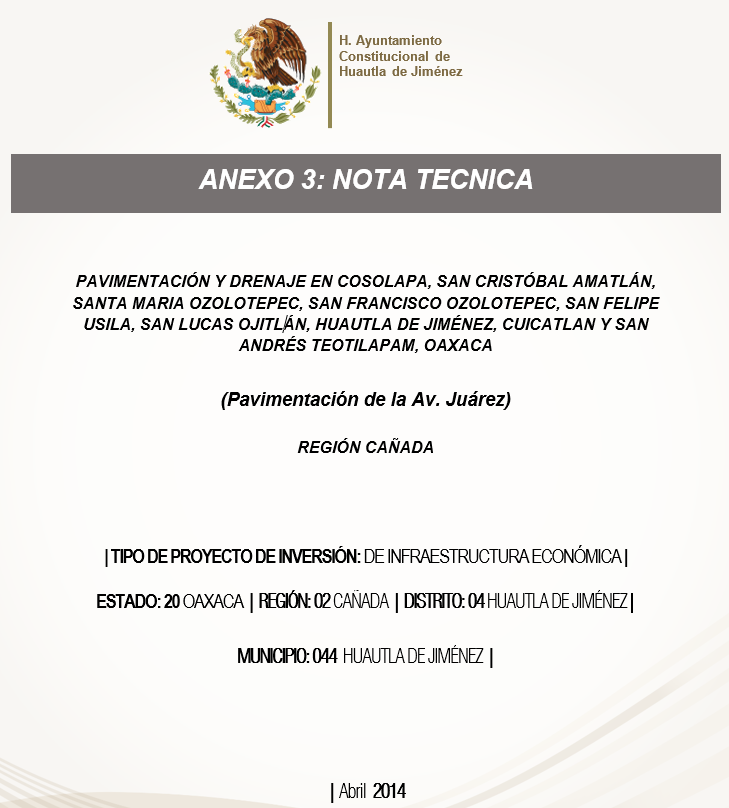 H. Ayuntamiento
Constitucional de
Huautla de Jiménez
ANEXO 3: NOTA TECNICA
PAVIMENTACIÓN Y DRENAJE EN COSOLAPA, SAN CRISTÓBAL AMATLÁN,
SANTA MARIA OZOLOTEPEC, SAN FRANCISCO OZOLOTEPEC, SAN FELIPE
USILA, SAN LUCAS OJITLÁN, HUAUTLA DE JIMÉNEZ, CUICATLAN Y SAN
ANDRÉS TEOTILAPAM, OAXACA
(Pavimentación de la Av. Juárez)
REGIÓN CAÑADA
| TIPO DE PROYECTO DE INVERSIÓN: DE INFRAESTRUCTURA ECONÓMICA |
ESTADO: 20 OAXACA | REGIÓN: 02 CAÑADA | DISTRITO: 04 HUAUTLA DE JIMÉNEZ |
MUNICIPIO: 044 HUAUTLA DE JIMÉNEZ |
| Abril 2014